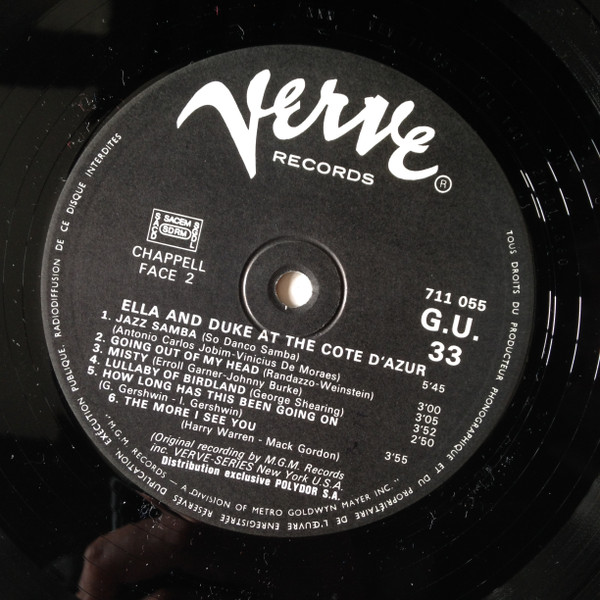 Verve
RECORDS
®
SACEM
SACD
SDRM
SGDL
CHAPPELL
FACE 2
711 055
G.U.
33
ELLA AND DUKE AT THE COTE D'AZUR
1. JAZZ SAMBA (So Danco Samba) 5'45
(Antonio Carlos Jobim-Vinicius De Moraes)
2. GOING OUT OF MY HEAD (Randazzo-Weinstein) 3'00
3. MISTY (Erroll Garner-Johnny Burke) 3'05
4. LULLABY OF BIRDLAND (George Shearing) 3'52
5. HOW LONG HAS THIS BEEN GOING ON 2'50
(G. Gershwin - I. Gershwin)
6. THE MORE I SEE YOU 3'55
(Harry Warren - Mack Gordon)
(Original recording by M.G.M. Records
inc. VERVE-SERIES New York U.S.A.
Distribution exclusive POLYDOR S.A.
"M.G.M. RECORDS — A DIVISION OF METRO GOLDWYN MAYER INC."
TOUS DROITS DU PRODUCTEUR PHONOGRAPHIQUE ET DU PROPRIÉTAIRE DE L'ŒUVRE ENREGISTRÉE RÉSERVÉS DUPLICATION, EXÉCUTION PUBLIQUE, RADIODIFFUSION DE CE DISQUE INTERDITES